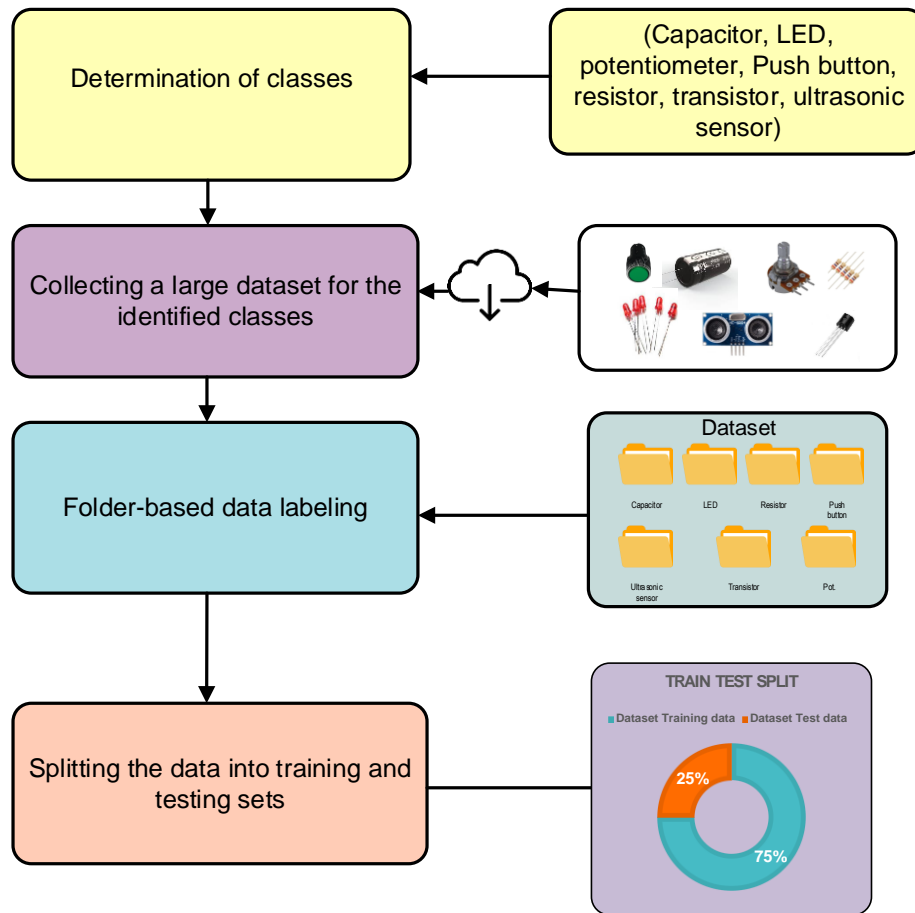 Determination of classes
(Capacitor, LED,
potentiometer, Push button,
resistor, transistor, ultrasonic
sensor)
Collecting a large dataset for the
identified classes
Folder-based data labeling
Dataset
Capacitor
LED
Resistor
Push
button
Ultrasonic
sensor
Transistor
Pot.
Splitting the data into training and
testing sets
TRAIN TEST SPLIT
Dataset Training data
Dataset Test data
25%
75%